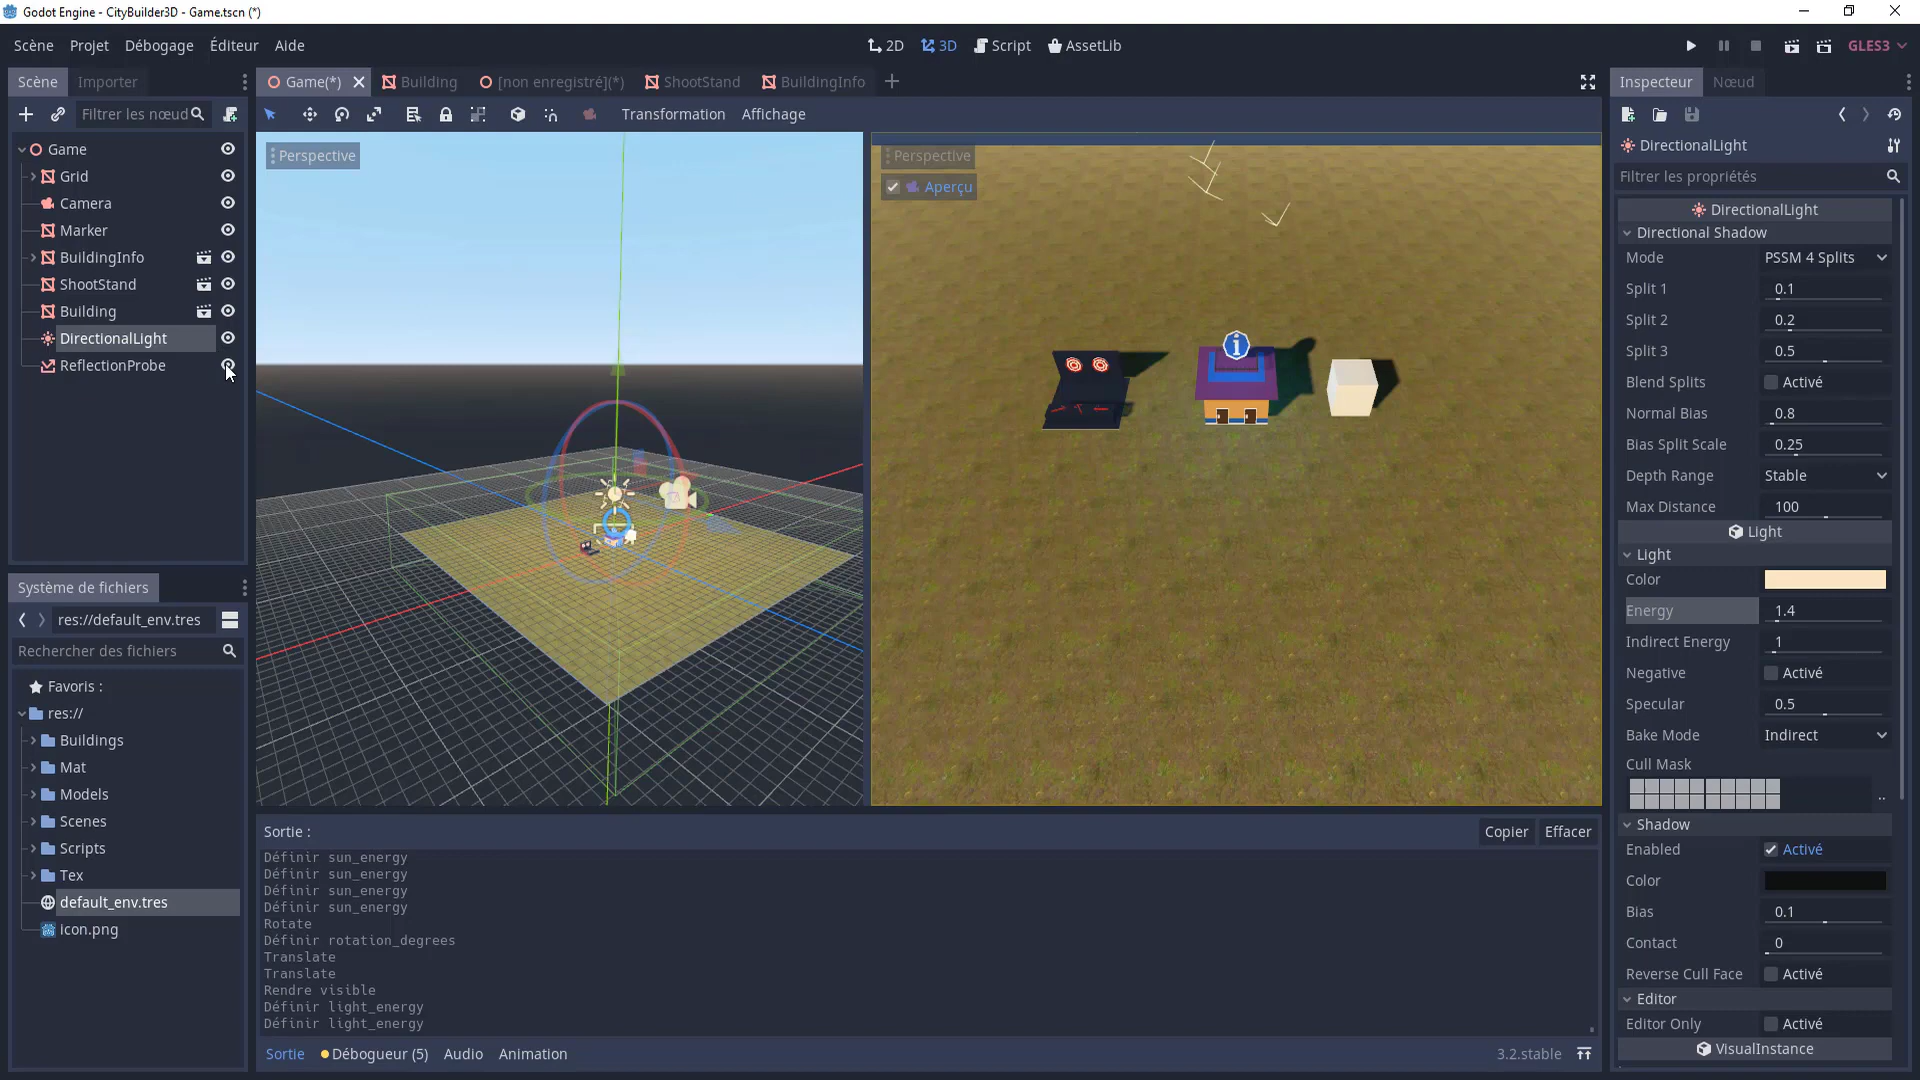 Godot Engine - CityBuilder3D - Game.tscn (*)
Scène Projet Débogage Éditeur Aide
2D 3D Script AssetLib
GLES3
Scène Importer
Filtrer les nœud
Game
Grid
Camera
Marker
BuildingInfo
ShootStand
Building
DirectionalLight
ReflectionProbe
Système de fichiers
res://default_env.tres
Rechercher des fichiers
Favoris :
res://
Buildings
Mat
Models
Scenes
Scripts
Tex
default_env.tres
icon.png
Game(*) Building [non enregistré](*) ShootStand BuildingInfo
Transformation Affichage
Perspective
Perspective
Aperçu
i
Sortie :
Copier Effacer
Définir sun_energy
Définir sun_energy
Définir sun_energy
Définir sun_energy
Rotate
Définir rotation_degrees
Translate
Translate
Rendre visible
Définir light_energy
Définir light_energy
Sortie Débogueur (5) Audio Animation
3.2.stable
Inspecteur Nœud
DirectionalLight
Filtrer les propriétés
DirectionalLight
Directional Shadow
Mode PSSM 4 Splits
Split 1 0.1
Split 2 0.2
Split 3 0.5
Blend Splits Activé
Normal Bias 0.8
Bias Split Scale 0.25
Depth Range Stable
Max Distance 100
Light
Light
Color
Energy 1.4
Indirect Energy 1
Negative Activé
Specular 0.5
Bake Mode Indirect
Cull Mask
..
Shadow
Enabled Activé
Color
Bias 0.1
Contact 0
Reverse Cull Face Activé
Editor
Editor Only Activé
VisualInstance